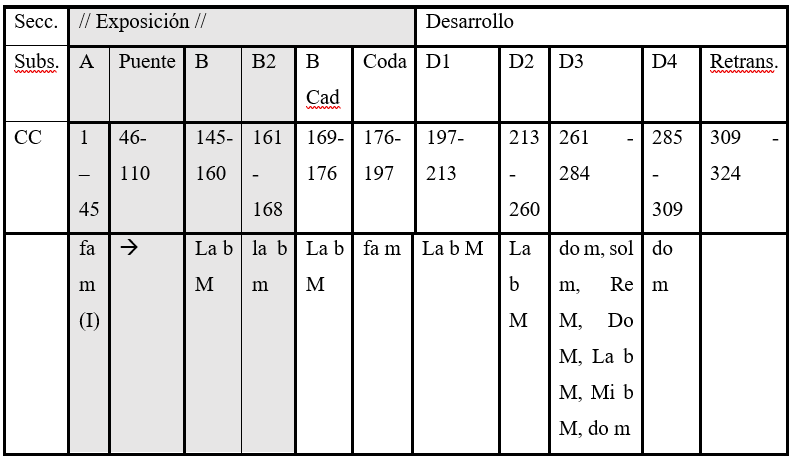 Secc. // Exposición // Desarrollo
Subs. A Puente B B2 B Cad Coda D1 D2 D3 D4 Retrans.
CC 1 – 45 46-110 145-160 161 - 168 169-176 176-197 197-213 213 - 260 261 - 284 285 - 309 309 - 324
fa m (I) → La b M la b m La b M fa m La b M La b M do m, sol m, Re M, Do M, La b M, Mi b M, do m do m